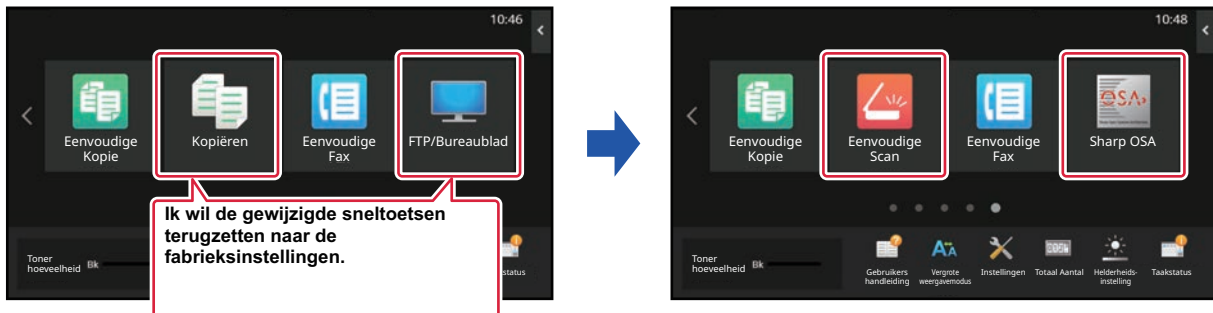 10:46
Eenvoudige
Kopie
Kopiëren
Eenvoudige
Fax
FTP/Bureaublad
Ik wil de gewijzigde sneltoetsen
terugzetten naar de
fabrieksinstellingen.
Toner
hoeveelheid
Bk
status
10:48
Eenvoudige
Kopie
Eenvoudige
Scan
Eenvoudige
Fax
OSA
Sharp OSA
Toner
hoeveelheid
Bk
Gebruikers
handleiding
Vergrote
weergavemodus
Instellingen
Totaal Aantal
Helderheids-
instelling
Taakstatus